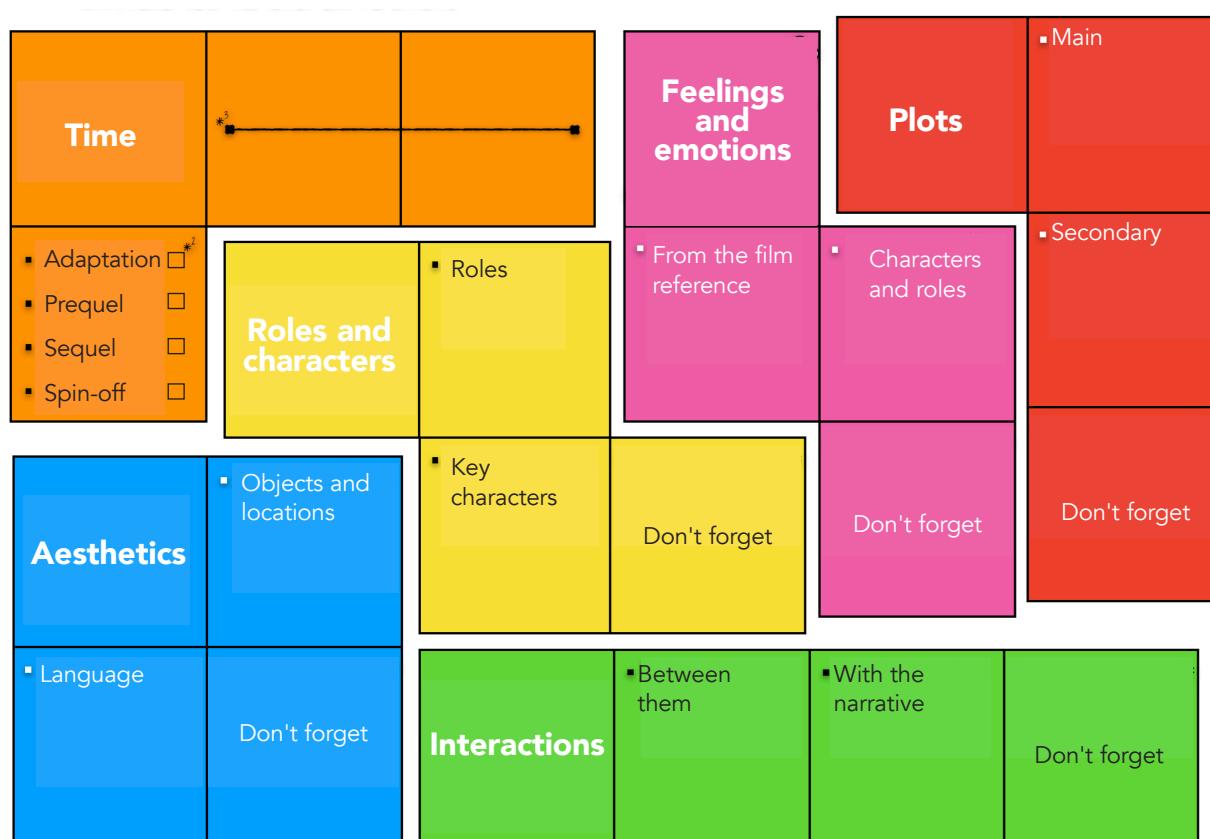 Time
*3
Adaptation
*2
Prequel
Sequel
Spin-off
Roles and
characters
Roles
Key
characters
Don't forget
Feelings
and
emotions
From the film
reference
Characters
and roles
Don't forget
Plots
Main
Secondary
Don't forget
Aesthetics
Objects and
locations
Language
Don't forget
Interactions
Between
them
With the
narrative
Don't forget